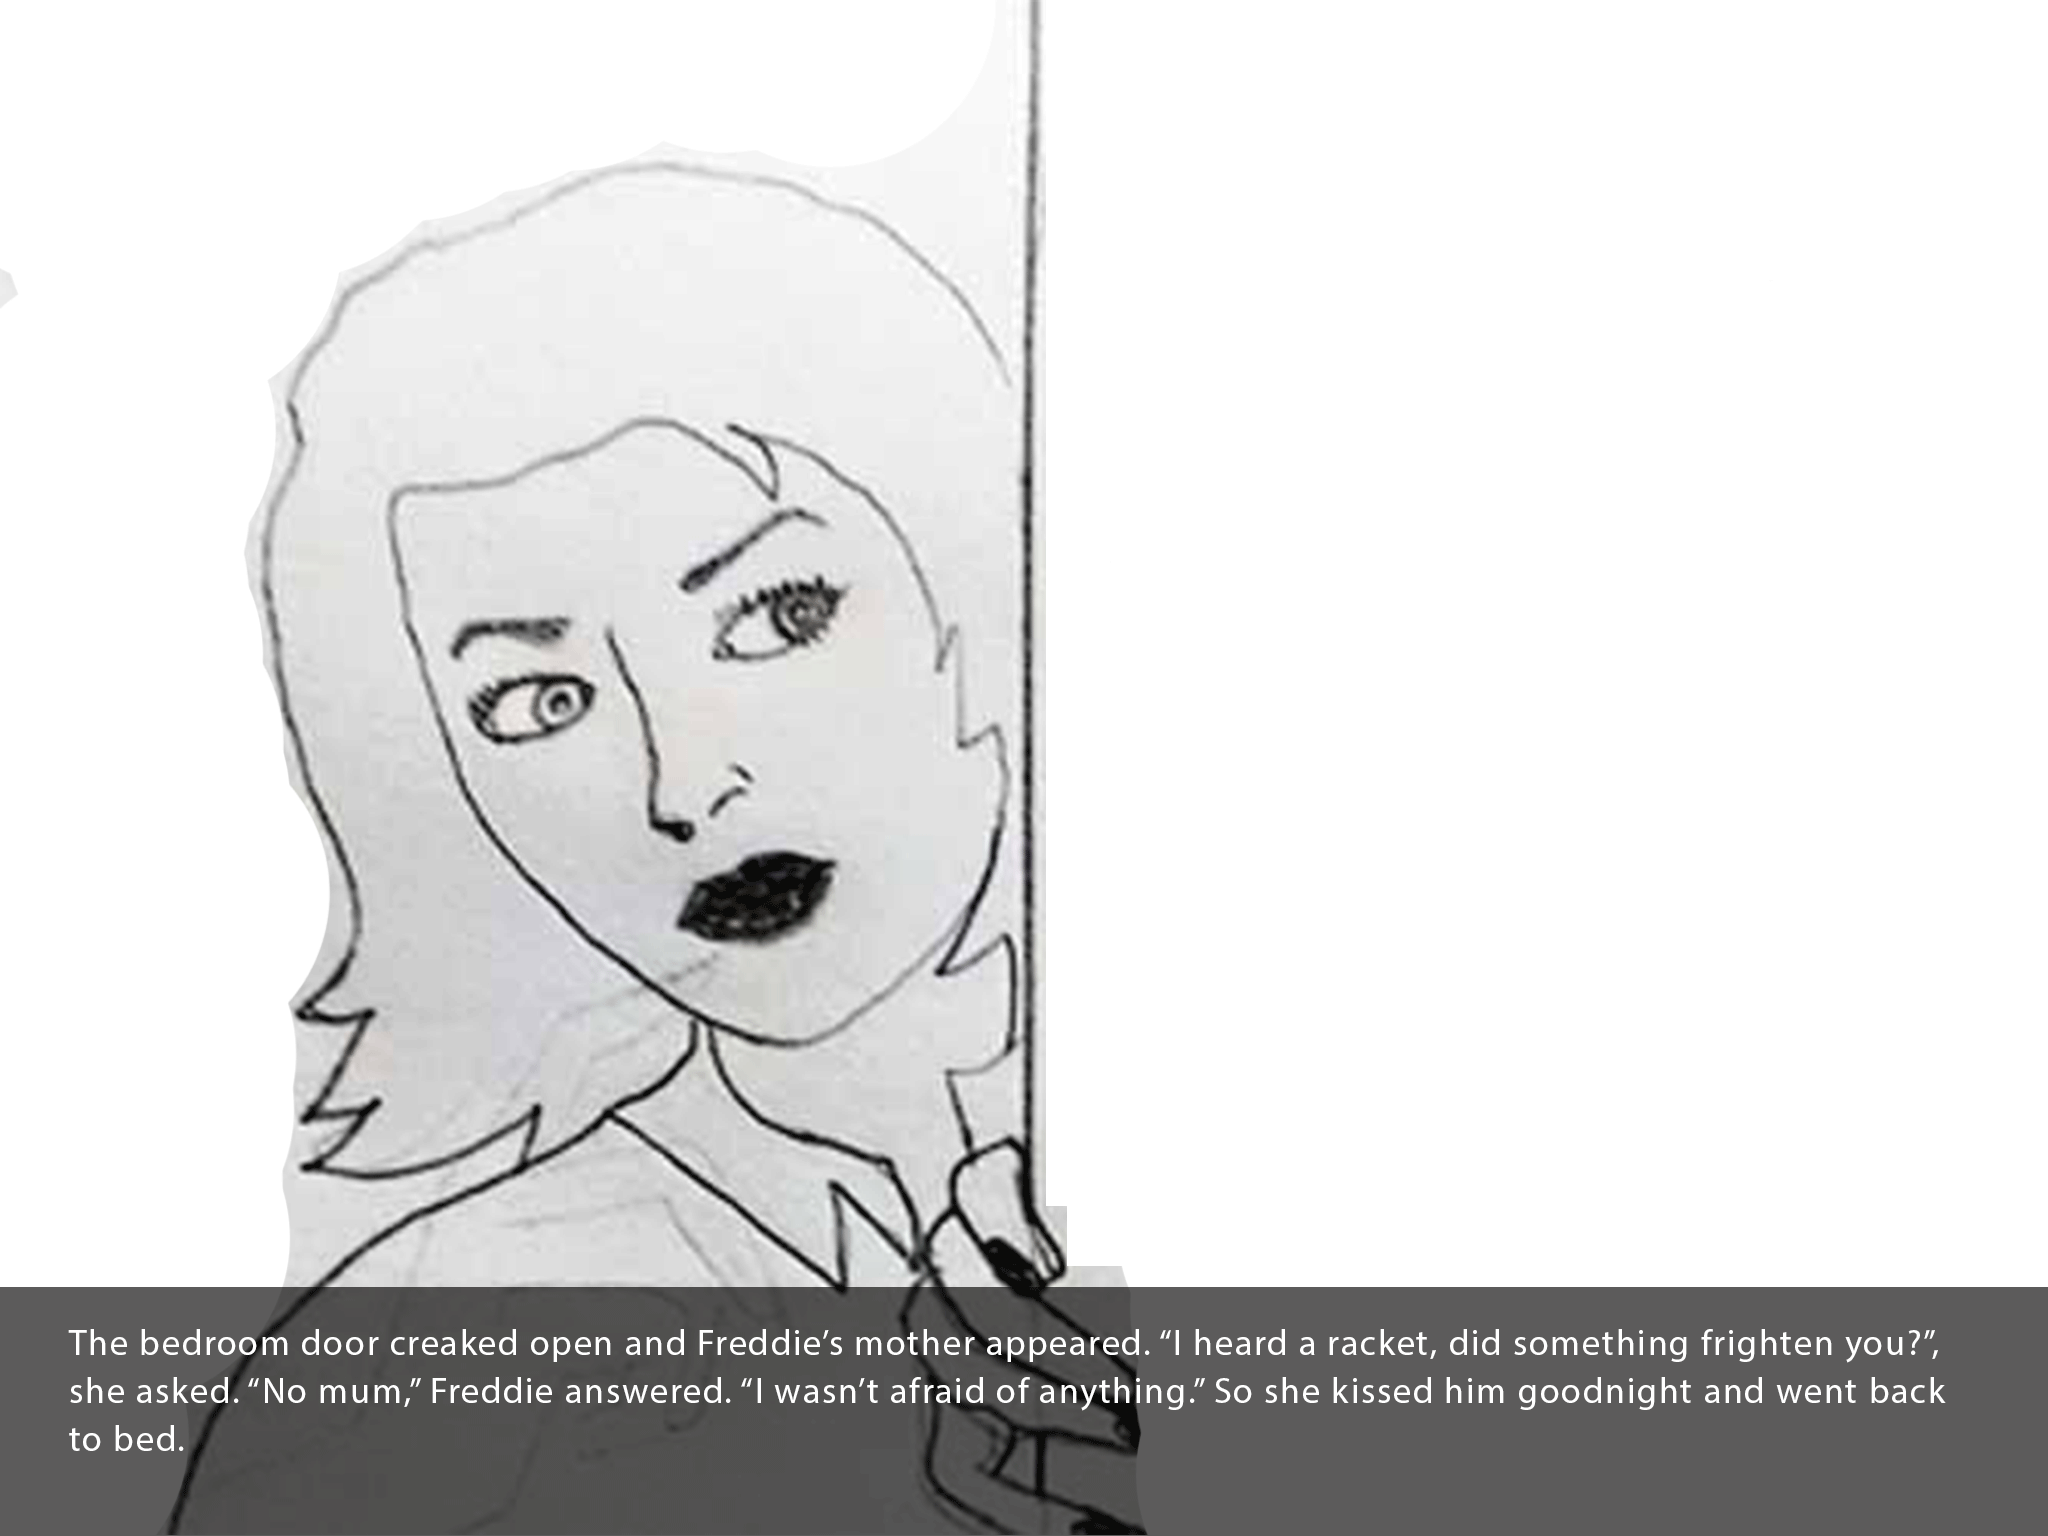 The bedroom door creaked open and Freddie’s mother appeared. “I heard a racket, did something frighten you?”,
she asked. “No mum,” Freddie answered. “I wasn’t afraid of anything.” So she kissed him goodnight and went back
to bed.